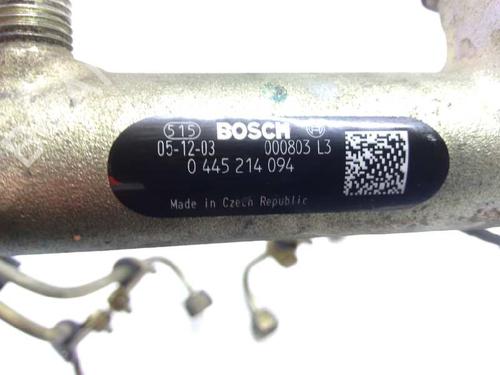 515 BOSCH
05-12-03 000803 L3
0 445 214 094
Made in Czech Republic